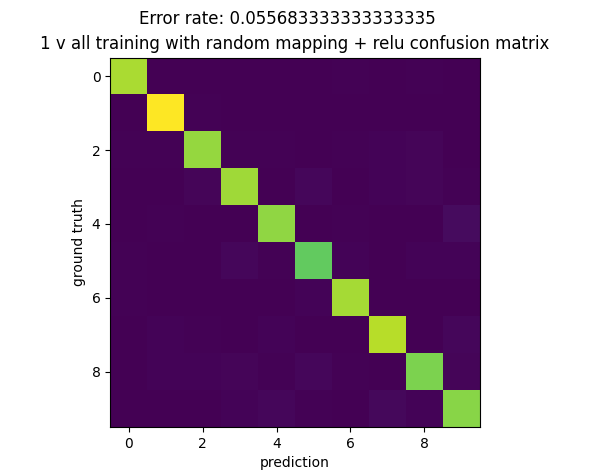 Error rate: 0.055683333333333335
1 v all training with random mapping + relu confusion matrix
0
2
4
6
8
ground truth
0 2 4 6 8
prediction